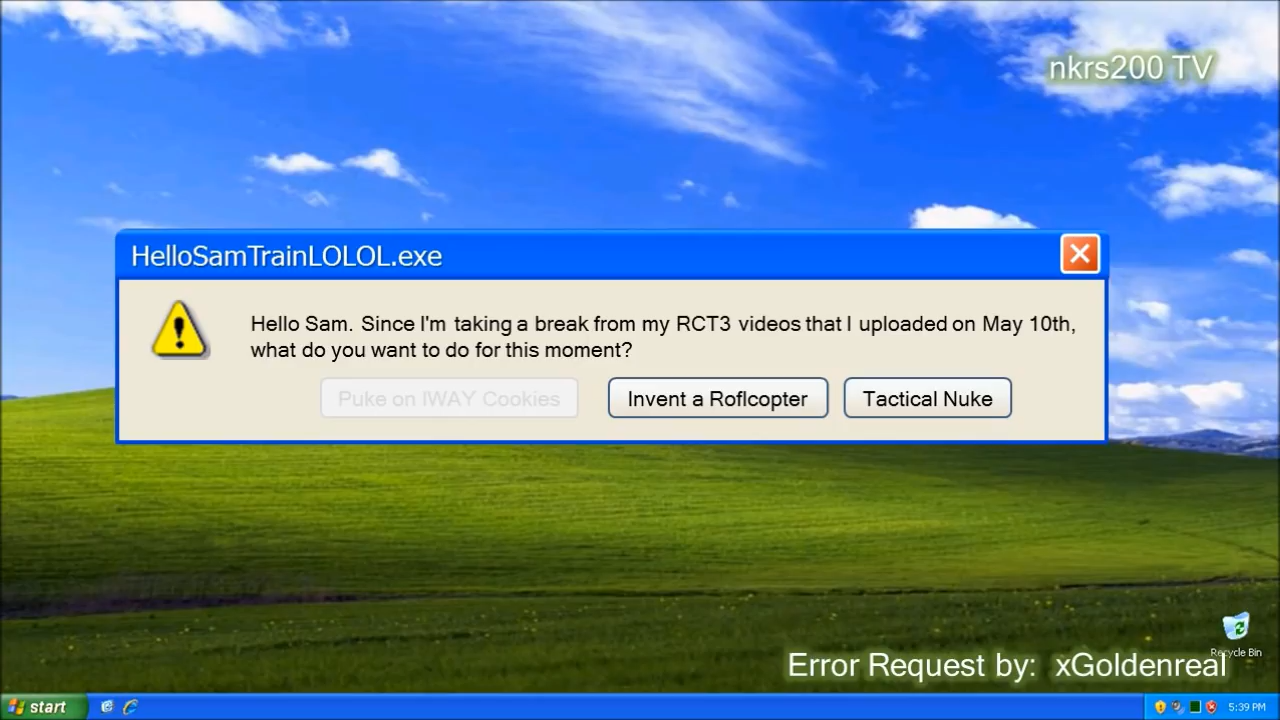 nkrs200 TV
HelloSamTrainLOLOL.exe
Hello Sam. Since I'm taking a break from my RCT3 videos that I uploaded on May 10th,
what do you want to do for this moment?
Puke on IWAY Cookies
Invent a Roflcopter
Tactical Nuke
Recycle Bin
Error Request by: xGoldenreal
start
5:39 PM